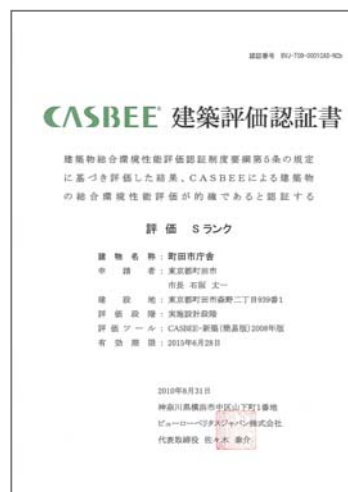 CASBEE® 建築評価認証書
建築物総合環境性能評価認証制度要綱第5条の規定
に基づき評価した結果、CASBEEによる建築物
の総合環境性能評価が的確であると認証する
評価 Sランク
建物名称：町田市庁舎
申請者：東京都町田市
市長 石阪 丈一
建設地：東京都町田市森野二丁目939番1
評価段階：実施設計段階
評価ツール：CASBEE-新築(簡易版)2008年版
有効期限：2013年6月28日
2010年8月31日
神奈川県横浜市中区山下町1番地
ビューローベリタスジャパン株式会社
代表取締役 佐々木 泰介